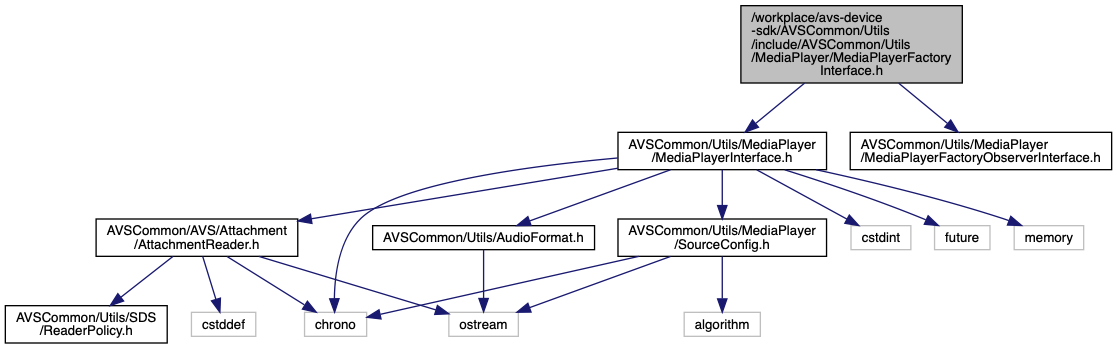 /workplace/avs-device
-sdk/AVSCommon/Utils
/include/AVSCommon/Utils
/MediaPlayer/MediaPlayerFactory
Interface.h
AVSCommon/Utils/MediaPlayer
/MediaPlayerInterface.h
AVSCommon/Utils/MediaPlayer
/MediaPlayerFactoryObserverInterface.h
AVSCommon/AVS/Attachment
/AttachmentReader.h
AVSCommon/Utils/AudioFormat.h
AVSCommon/Utils/MediaPlayer
/SourceConfig.h
cstdint
future
memory
AVSCommon/Utils/SDS
/ReaderPolicy.h
cstddef
chrono
ostream
algorithm